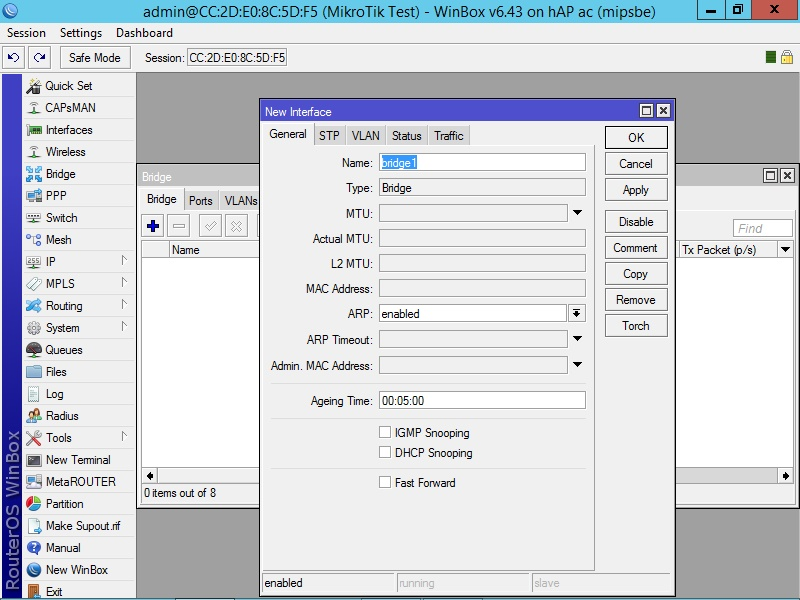 admin@CC:2D:E0:8C:5D:F5 (MikroTik Test) - WinBox v6.43 on hAP ac (mipsbe)
Session Settings Dashboard
Safe Mode Session: CC:2D:E0:8C:5D:F5
RouterOS WinBox
Quick Set
CAPsMAN
Interfaces
Wireless
Bridge
PPP
Switch
Mesh
IP
MPLS
Routing
System
Queues
Files
Log
Radius
Tools
New Terminal
MetaROUTER
Partition
Make Supout.rif
Manual
New WinBox
Exit
Bridge
Bridge Ports VLANs
Find
Name Tx Packet (p/s)
0 items out of 8
New Interface
General STP VLAN Status Traffic
Name: bridge1
Type: Bridge
MTU:
Actual MTU:
L2 MTU:
MAC Address:
ARP: enabled
ARP Timeout:
Admin. MAC Address:
Ageing Time: 00:05:00
IGMP Snooping
DHCP Snooping
Fast Forward
OK
Cancel
Apply
Disable
Comment
Copy
Remove
Torch
enabled running slave